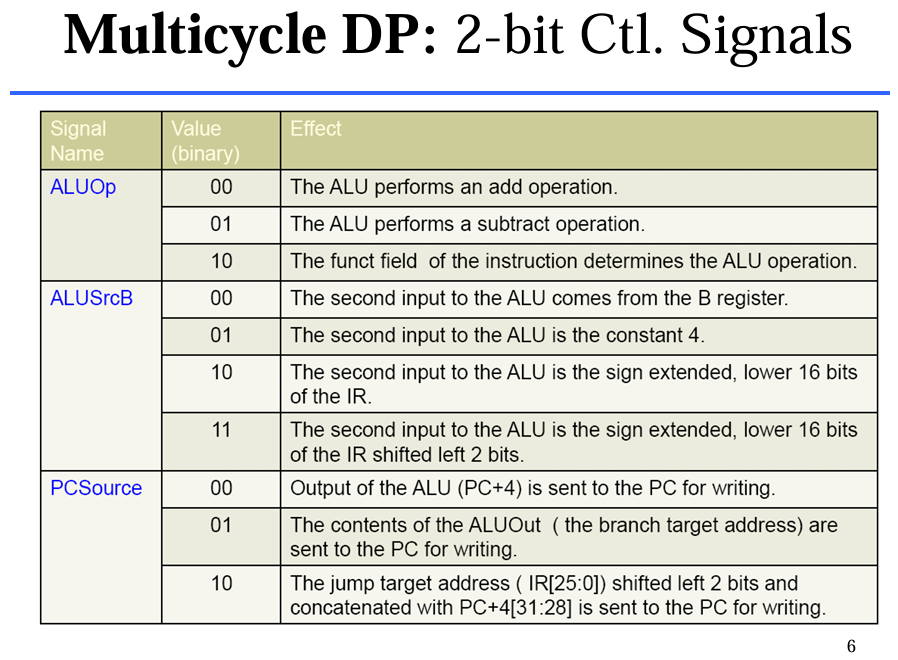 Multicycle DP: 2-bit Ctl. Signals
Signal Name
Value (binary)
Effect
ALUOp
00
The ALU performs an add operation.
01
The ALU performs a subtract operation.
10
The funct field of the instruction determines the ALU operation.
ALUSrcB
00
The second input to the ALU comes from the B register.
01
The second input to the ALU is the constant 4.
10
The second input to the ALU is the sign extended, lower 16 bits
of the IR.
11
The second input to the ALU is the sign extended, lower 16 bits
of the IR shifted left 2 bits.
PCSource
00
Output of the ALU (PC+4) is sent to the PC for writing.
01
The contents of the ALUOut ( the branch target address) are
sent to the PC for writing.
10
The jump target address ( IR[25:0]) shifted left 2 bits and
concatenated with PC+4[31:28] is sent to the PC for writing.
6